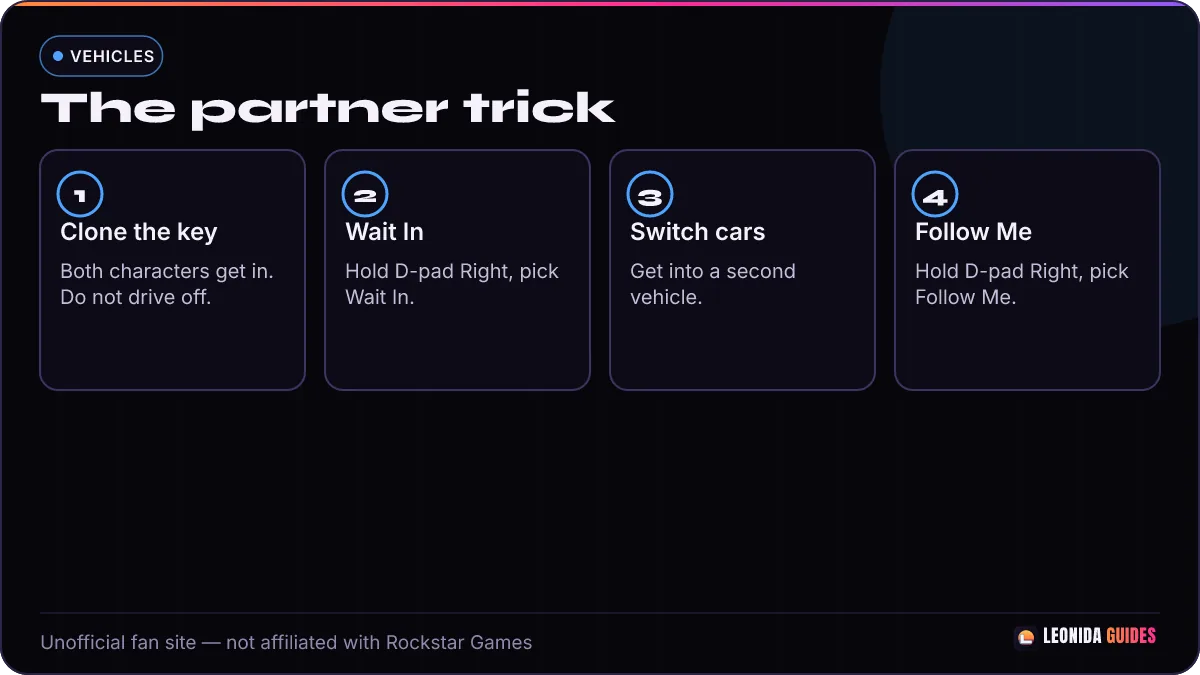 VEHICLES
The partner trick
1
Clone the key
Both characters get in.
Do not drive off.
2
Wait In
Hold D-pad Right, pick
Wait In.
3
Switch cars
Get into a second
vehicle.
4
Follow Me
Hold D-pad Right, pick
Follow Me.
Unofficial fan site — not affiliated with Rockstar Games
LEONIDA GUIDES